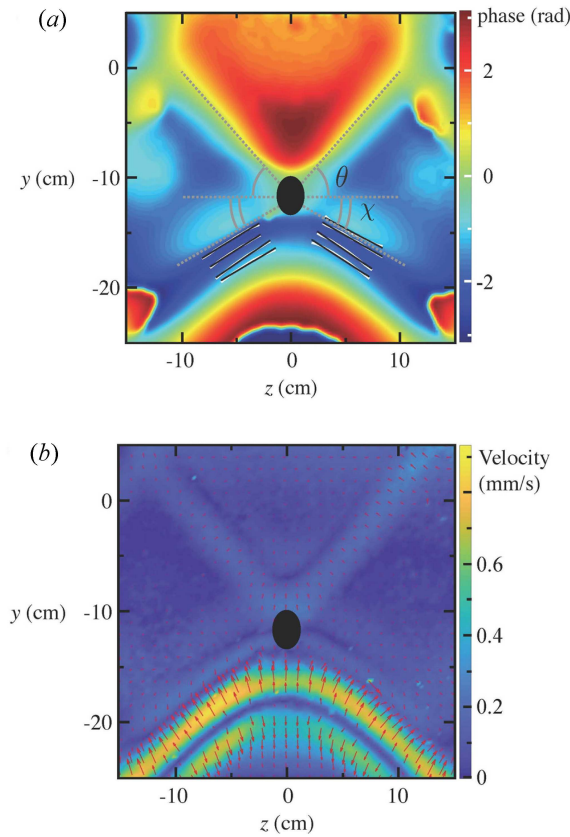 (a)
phase (rad)
0
-10
-20
y (cm)
θ
χ
2
0
-2
-10
0
10
z (cm)
(b)
Velocity
(mm/s)
0
-10
-20
y (cm)
0.6
0.4
0.2
0
-10
0
10
z (cm)